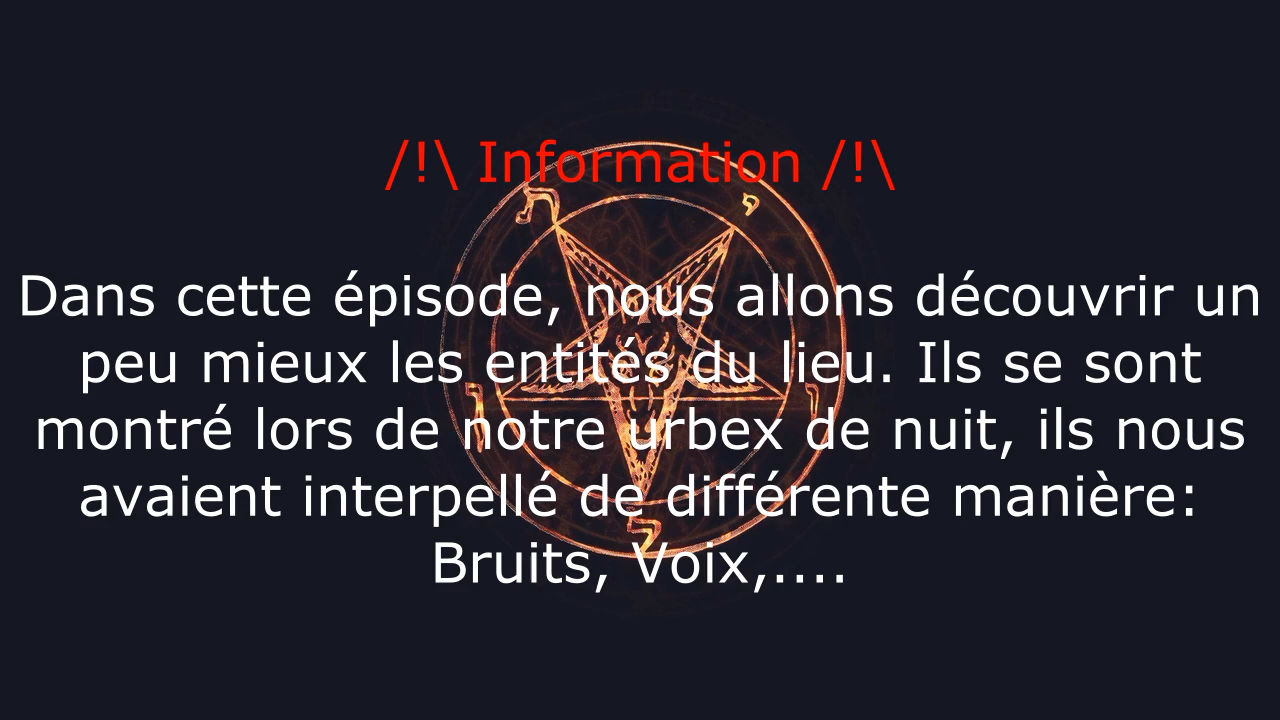 /!\ Information /!\
Dans cette épisode, nous allons découvrir un
peu mieux les entités du lieu. Ils se sont
montré lors de notre urbex de nuit, ils nous
avaient interpellé de différente manière:
Bruits, Voix,....